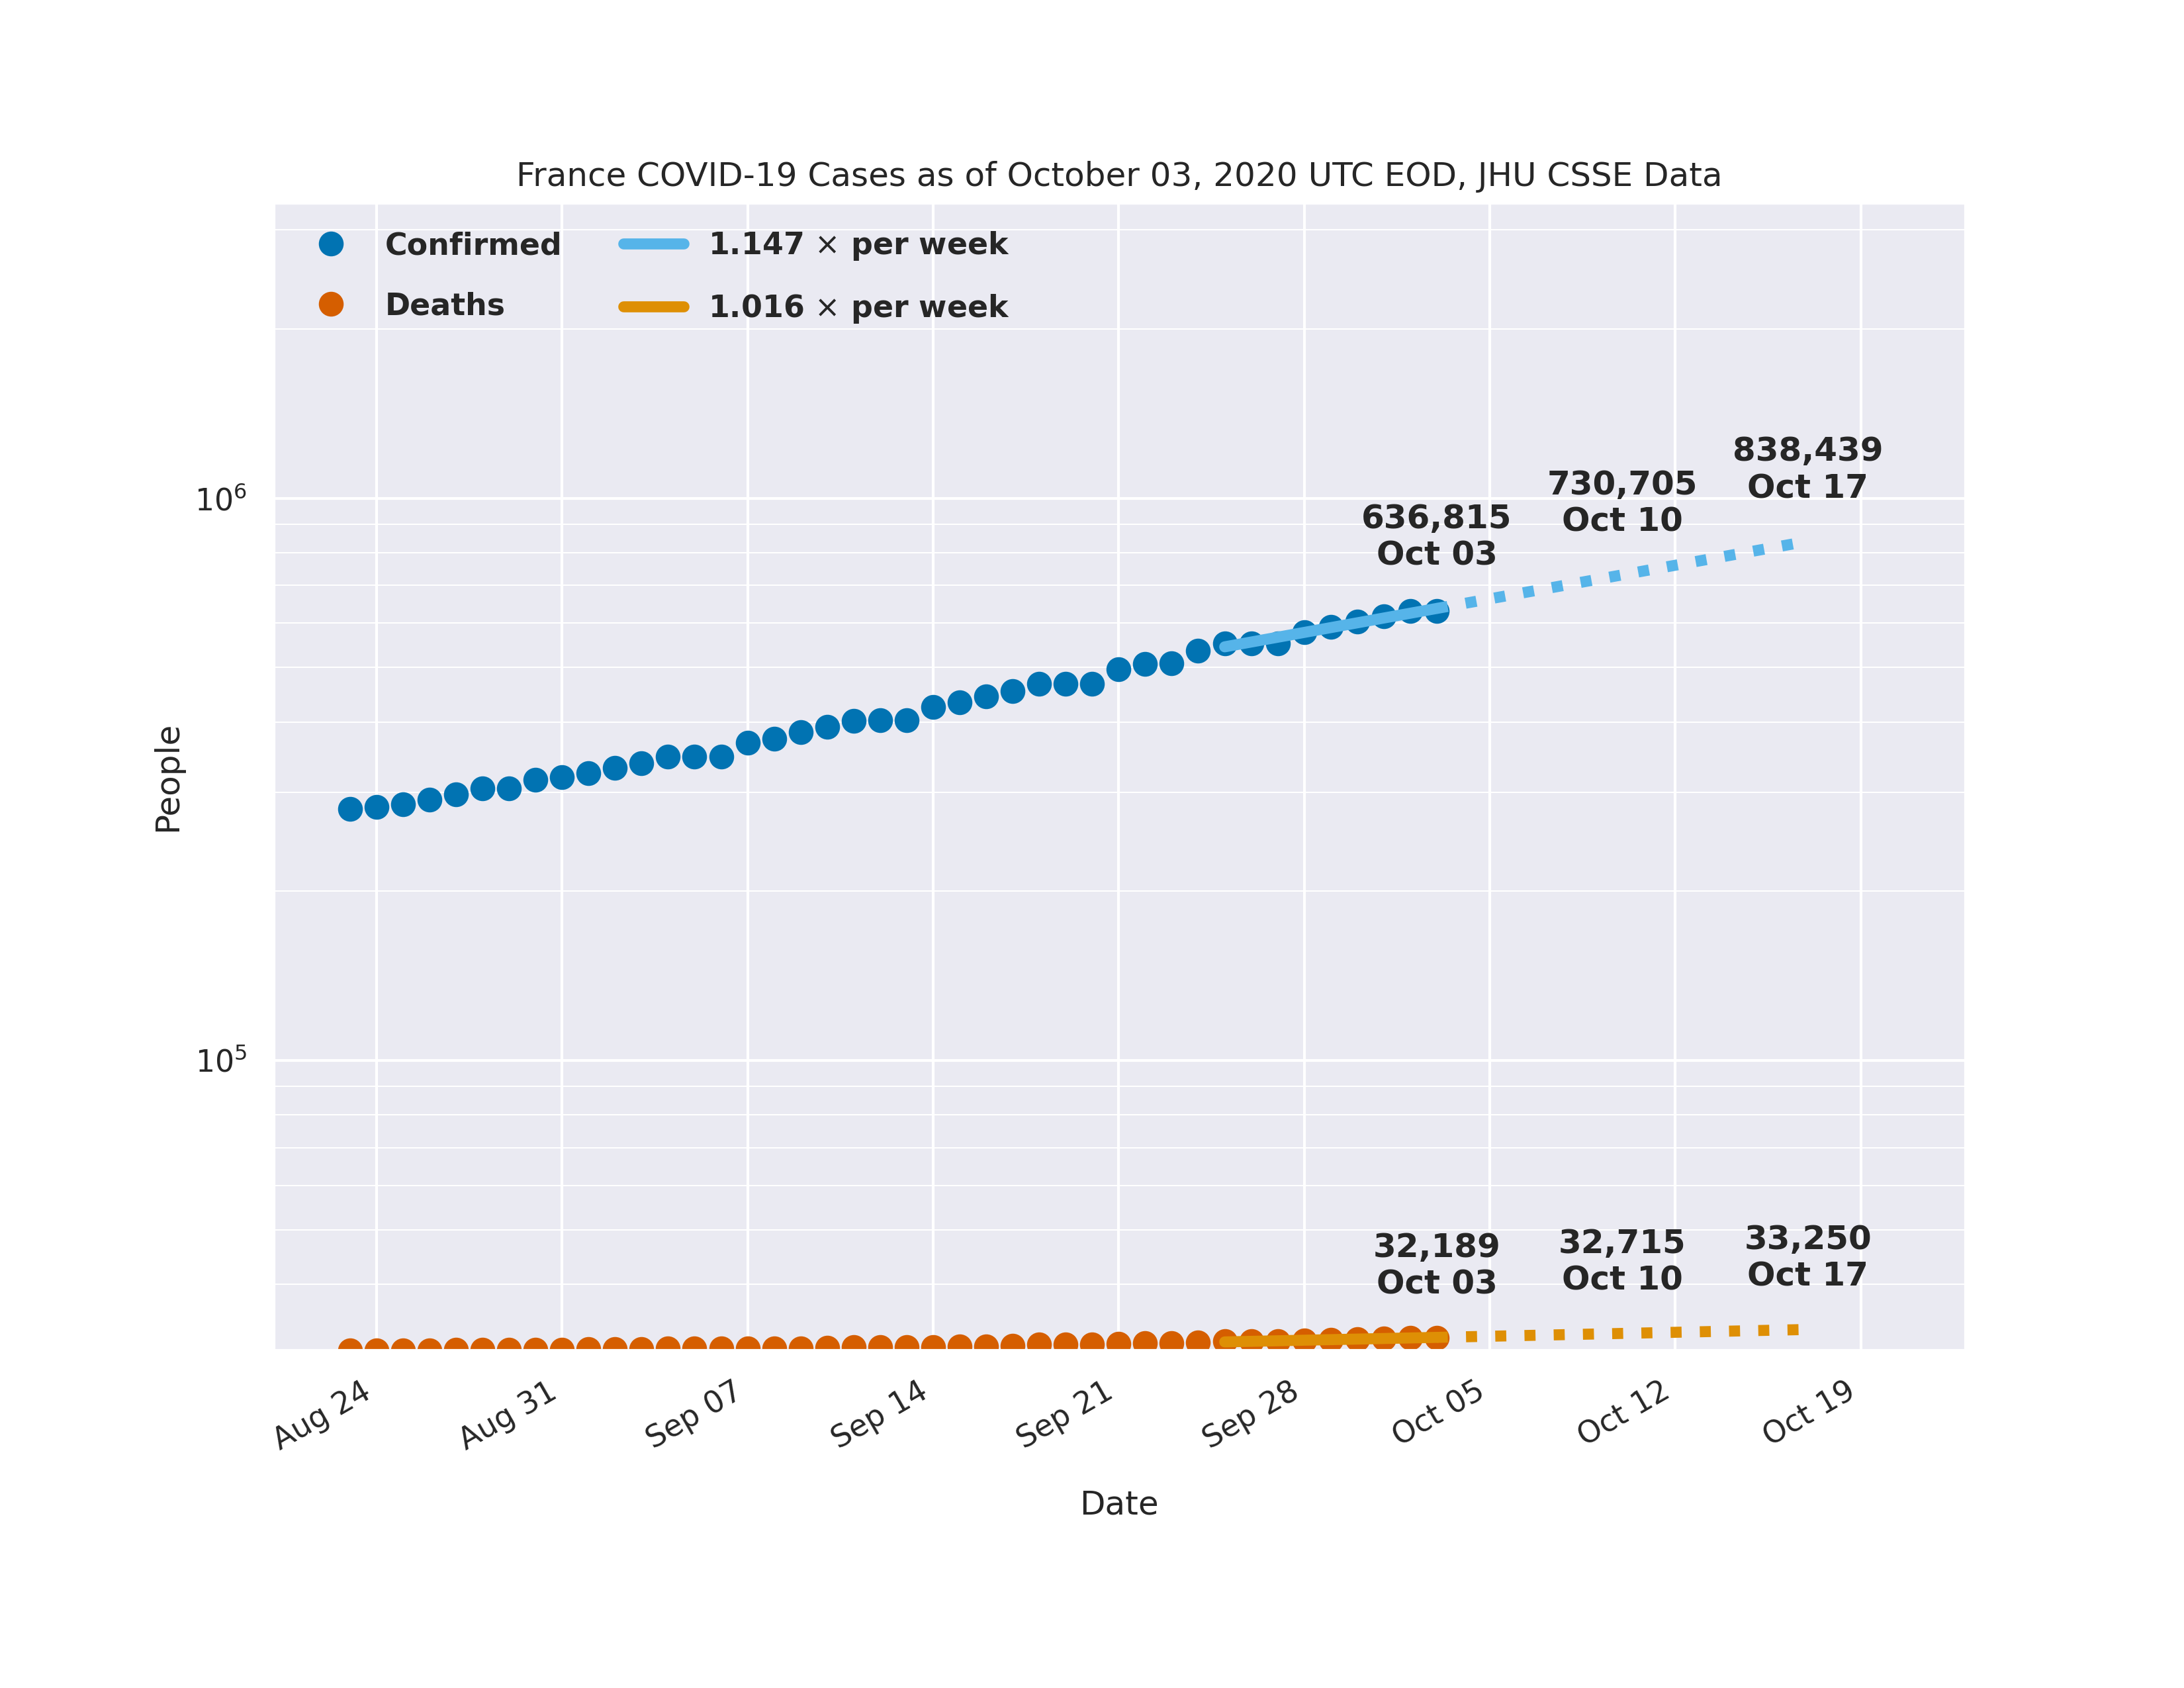 France COVID-19 Cases as of October 03, 2020 UTC EOD, JHU CSSE Data
Confirmed
Deaths
1.147 × per week
1.016 × per week
838,439
Oct 17
730,705
Oct 10
636,815
Oct 03
10⁶
10⁵
People
32,189
Oct 03
32,715
Oct 10
33,250
Oct 17
Aug 24
Aug 31
Sep 07
Sep 14
Sep 21
Sep 28
Oct 05
Oct 12
Oct 19
Date